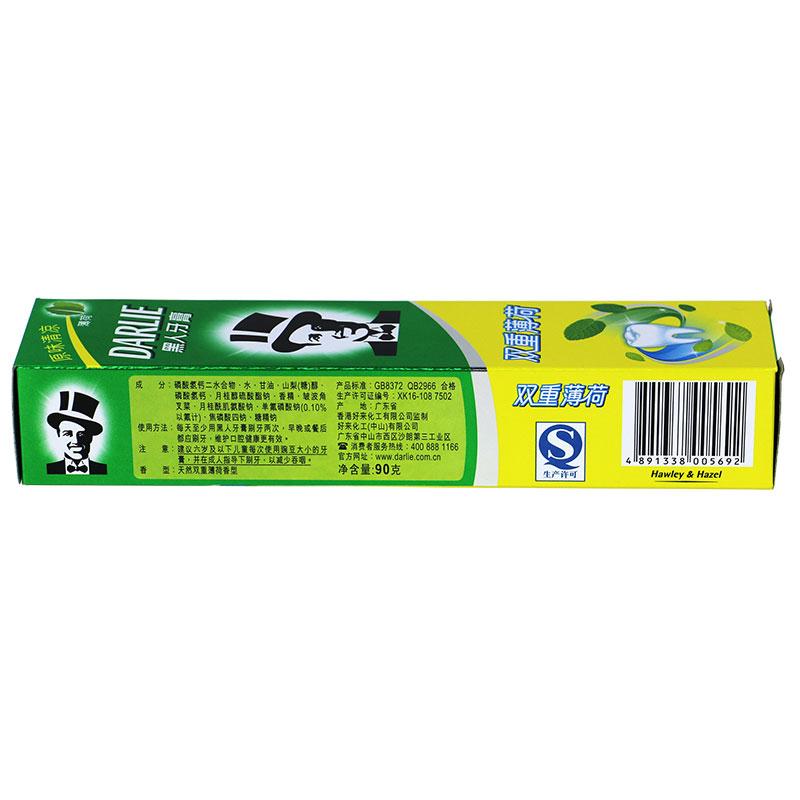 原味清凉
薄荷
DARLIE
黑人牙膏
双重薄荷
双重薄荷
成 分：磷酸氢钙二水合物·水·甘油·山梨(糖)醇·
磷酸氢钙·月桂醇硫酸酯钠·香精·皱波角
叉菜·月桂酰肌氨酸钠·单氟磷酸钠(0.10%
以氟计)·焦磷酸四钠·糖精钠
使用方法：每天至少用黑人牙膏刷牙两次，早晚或餐后
都应刷牙，维护口腔健康更有效。
注 意：建议六岁及以下儿童每次使用豌豆大小的牙
膏，并在成人指导下刷牙，以减少吞咽。
香 型：天然双重薄荷香型
产品标准：GB8372 QB2966 合格
生产许可证编号：XK16-108 7502
产 地：广东省
香港好来化工有限公司监制
好来化工(中山)有限公司
广东省中山市西区沙朗第三工业区
☎消费者服务热线：400 888 1166
官方网址：www.darlie.com.cn
净含量：90克
生产许可
4 891338 005692
Hawley & Hazel